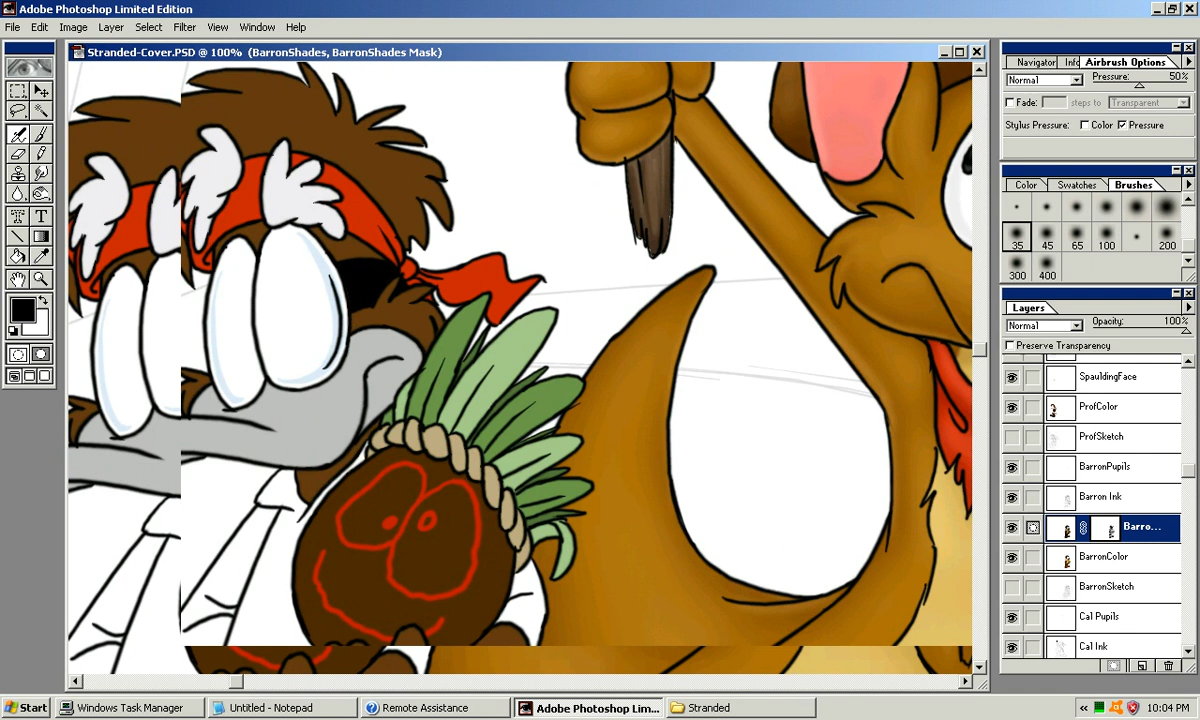 Adobe Photoshop Limited Edition
File Edit Image Layer Select Filter View Window Help
Stranded-Cover.PSD @ 100% (BarronShades, BarronShades Mask)
Navigator Info Airbrush Options
Normal Pressure: 50%
Fade: steps to Transparent
Stylus Pressure: Color Pressure
Color Swatches Brushes
35 45 65 100 200
300 400
Layers
Normal Opacity: 100%
Preserve Transparency
SpauldingFace
ProfColor
ProfSketch
BarronPupils
Barron Ink
Barro...
BarronColor
BarronSketch
Cal Pupils
Cal Ink
Start Windows Task Manager Untitled - Notepad Remote Assistance Adobe Photoshop Lim... Stranded 10:04 PM